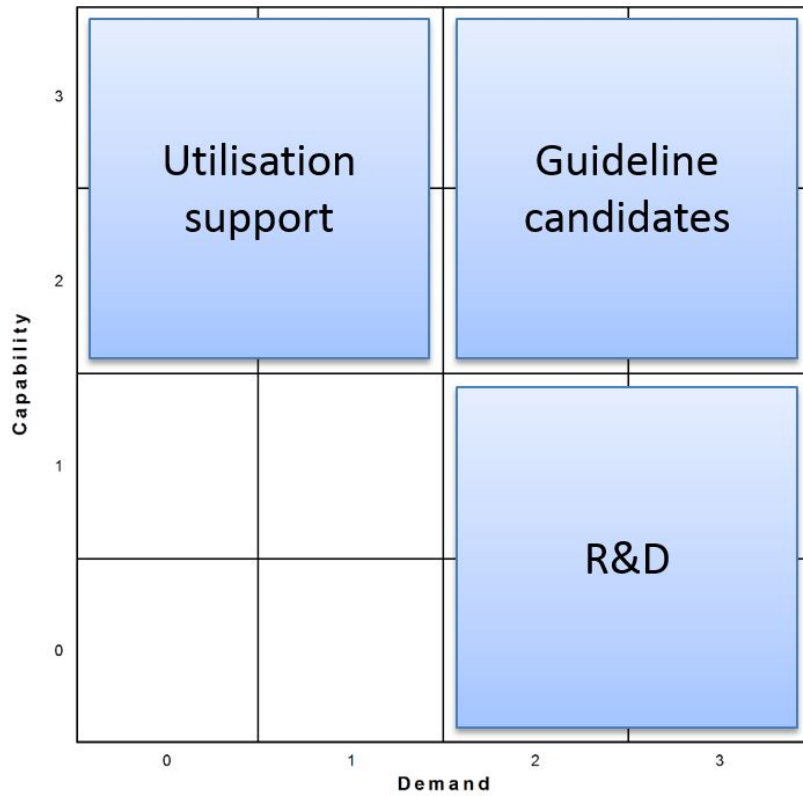 3
Utilisation
support
Guideline
candidates
2
Capability
1
R&D
0
0 1 2 3
Demand